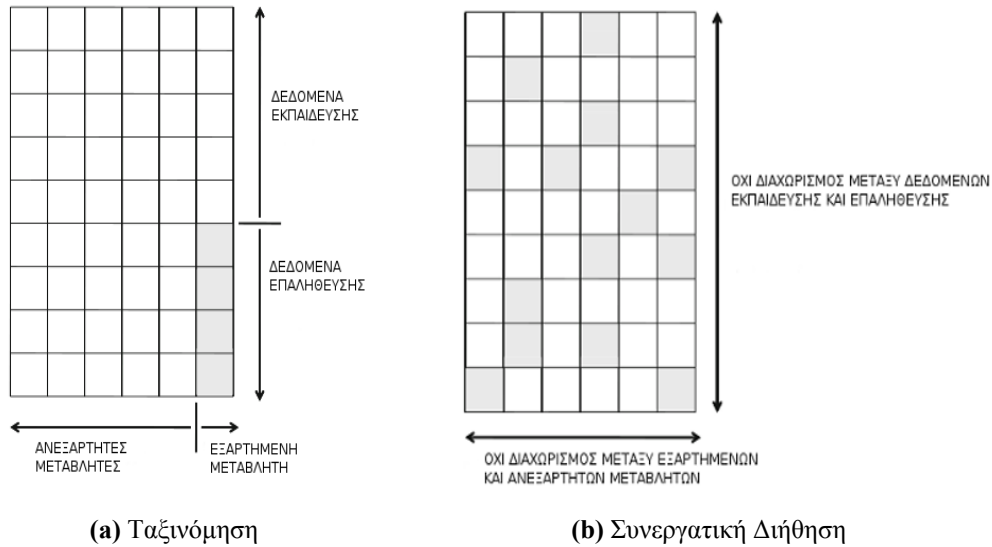 ΔΕΔΟΜΕΝΑ
ΕΚΠΑΙΔΕΥΣΗΣ
ΔΕΔΟΜΕΝΑ
ΕΠΑΛΗΘΕΥΣΗΣ
ΑΝΕΞΑΡΤΗΤΕΣ
ΜΕΤΑΒΛΗΤΕΣ
ΕΞΑΡΤΗΜΕΝΗ
ΜΕΤΑΒΛΗΤΗ
(a) Ταξινόμηση
ΟΧΙ ΔΙΑΧΩΡΙΣΜΟΣ ΜΕΤΑΞΥ ΔΕΔΟΜΕΝΩΝ
ΕΚΠΑΙΔΕΥΣΗΣ ΚΑΙ ΕΠΑΛΗΘΕΥΣΗΣ
ΟΧΙ ΔΙΑΧΩΡΙΣΜΟΣ ΜΕΤΑΞΥ ΕΞΑΡΤΗΜΕΝΩΝ
ΚΑΙ ΑΝΕΞΑΡΤΗΤΩΝ ΜΕΤΑΒΛΗΤΩΝ
(b) Συνεργατική Διήθηση